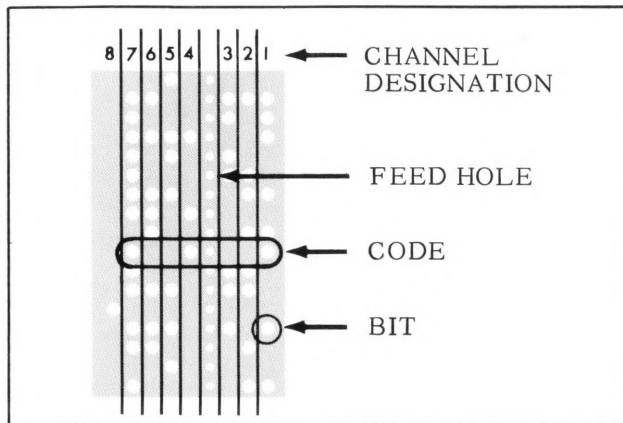 8 7 6 5 4 3 2 1
CHANNEL
DESIGNATION
FEED HOLE
CODE
BIT